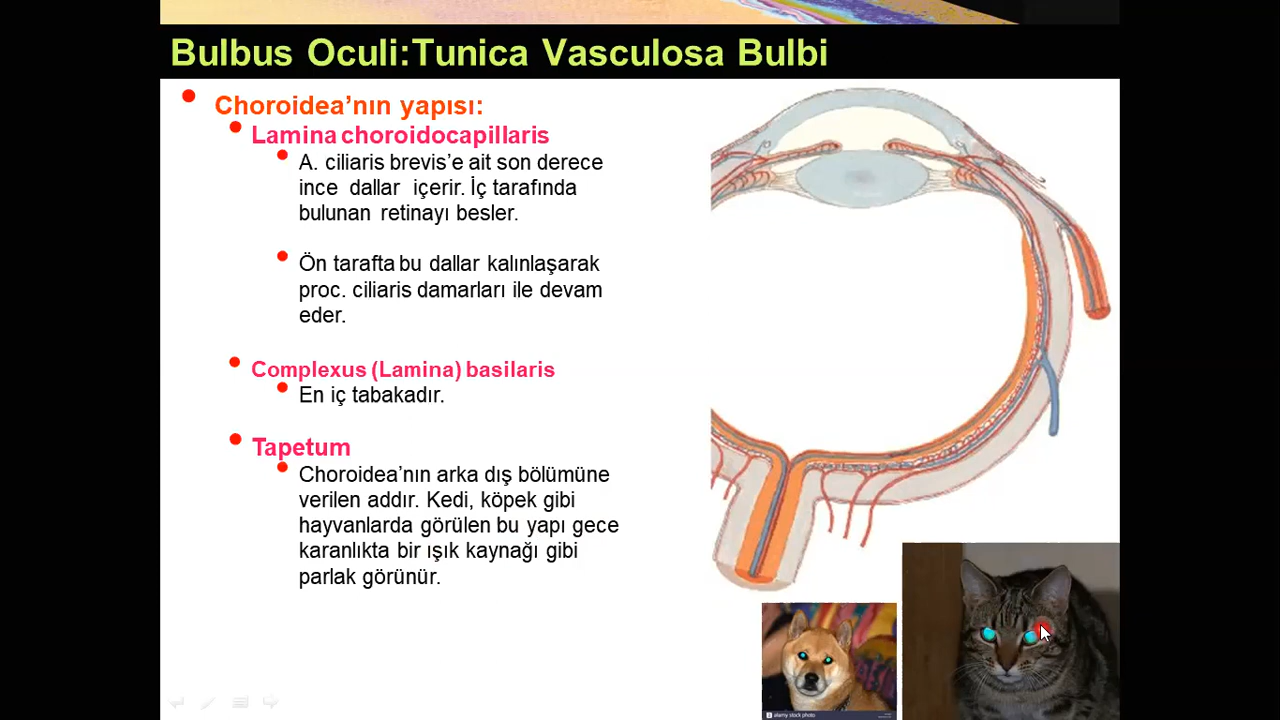 Bulbus Oculi:Tunica Vasculosa Bulbi
Choroidea’nın yapısı:
Lamina choroidocapillaris
A. ciliaris brevis’e ait son derece
ince dallar içerir. İç tarafında
bulunan retinayı besler.
Ön tarafta bu dallar kalınlaşarak
proc. ciliaris damarları ile devam
eder.
Complexus (Lamina) basilaris
En iç tabakadır.
Tapetum
Choroidea’nın arka dış bölümüne
verilen addır. Kedi, köpek gibi
hayvanlarda görülen bu yapı gece
karanlıkta bir ışık kaynağı gibi
parlak görünür.
alamy stock photo